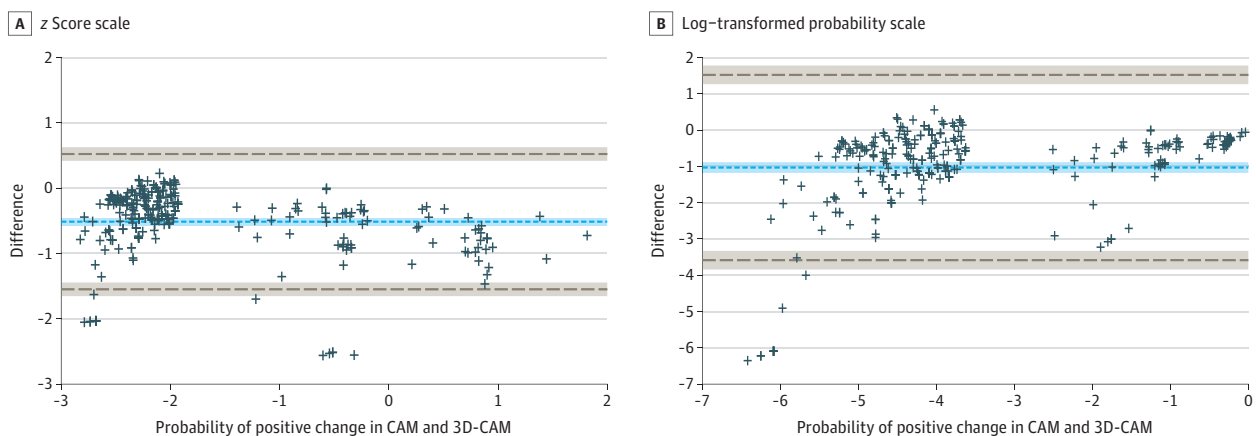 A z Score scale
2
1
0
-1
-2
-3
Difference
-3 -2 -1 0 1 2
Probability of positive change in CAM and 3D-CAM
B Log-transformed probability scale
2
1
0
-1
-2
-3
-4
-5
-6
-7
Difference
-7 -6 -5 -4 -3 -2 -1 0
Probability of positive change in CAM and 3D-CAM